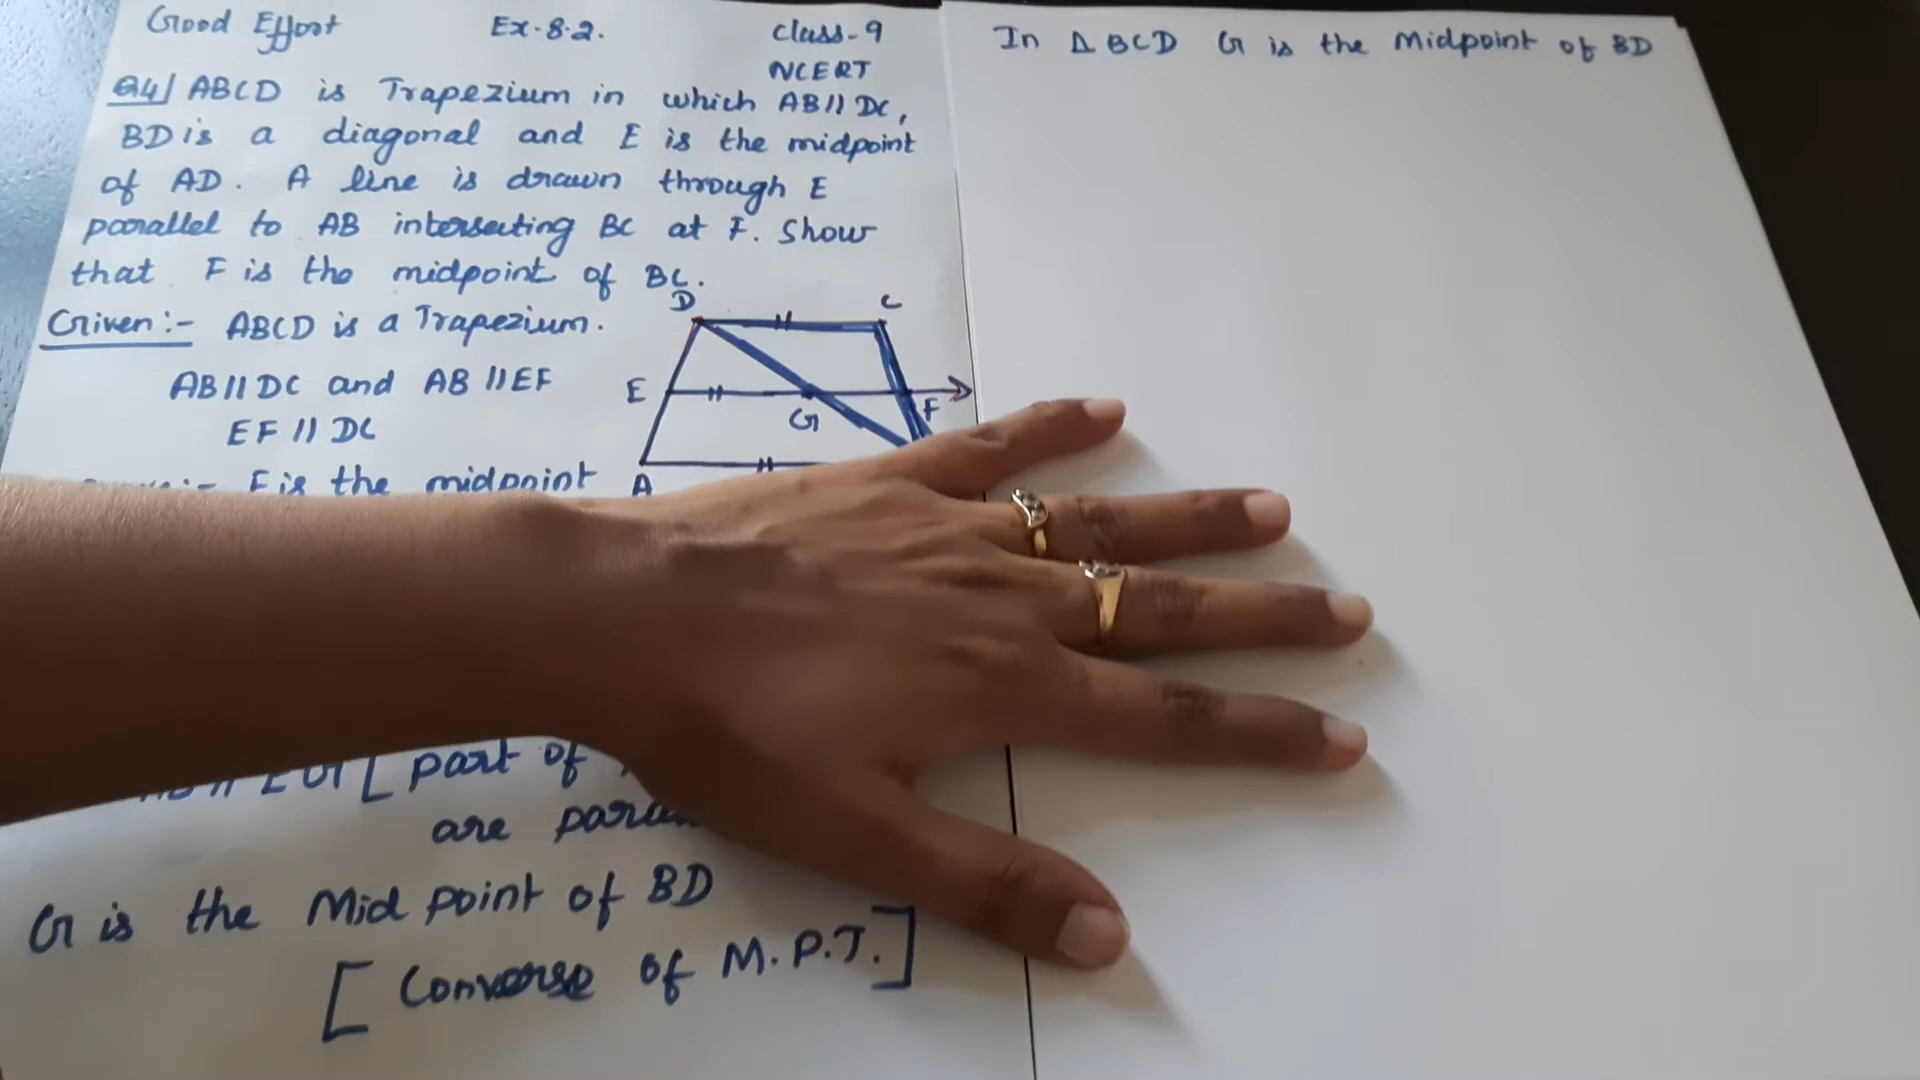 Good Effort Ex.8.2. Class-9
NCERT
Q4) ABCD is Trapezium in which AB // DC,
BD is a diagonal and E is the midpoint
of AD. A line is drawn through E
parallel to AB intersecting BC at F. Show
that F is the midpoint of BC.
Given :- ABCD is a Trapezium.
AB // DC and AB // EF
EF // DC
F is the midpoint
D C
E G F
A
[ part of
are
G is the Mid point of BD
[ Converse of M.P.T. ]
In Δ BCD G is the Midpoint of BD